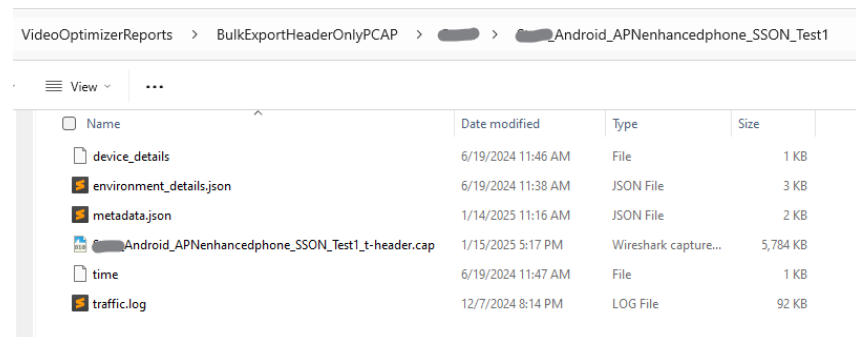 VideoOptimizerReports > BulkExportHeaderOnlyPCAP > > _Android_APNenhancedphone_SSON_Test1
View ...
Name Date modified Type Size
device_details 6/19/2024 11:46 AM File 1 KB
environment_details.json 6/19/2024 11:38 AM JSON File 3 KB
metadata.json 1/14/2025 11:16 AM JSON File 2 KB
_Android_APNenhancedphone_SSON_Test1_t-header.cap 1/15/2025 5:17 PM Wireshark capture... 5,784 KB
time 6/19/2024 11:47 AM File 1 KB
traffic.log 12/7/2024 8:14 PM LOG File 92 KB